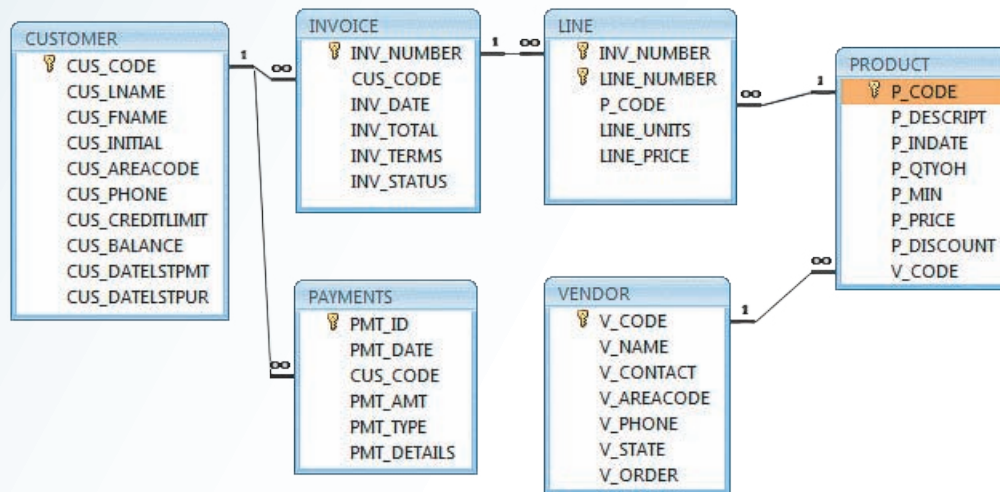 CUSTOMER
CUS_CODE
CUS_LNAME
CUS_FNAME
CUS_INITIAL
CUS_AREACODE
CUS_PHONE
CUS_CREDITLIMIT
CUS_BALANCE
CUS_DATELSTPMT
CUS_DATELSTPUR
1
∞
∞
INVOICE
INV_NUMBER
CUS_CODE
INV_DATE
INV_TOTAL
INV_TERMS
INV_STATUS
1
∞
LINE
INV_NUMBER
LINE_NUMBER
P_CODE
LINE_UNITS
LINE_PRICE
∞
1
PRODUCT
P_CODE
P_DESCRIPT
P_INDATE
P_QTYOH
P_MIN
P_PRICE
P_DISCOUNT
V_CODE
PAYMENTS
PMT_ID
PMT_DATE
CUS_CODE
PMT_AMT
PMT_TYPE
PMT_DETAILS
VENDOR
V_CODE
V_NAME
V_CONTACT
V_AREACODE
V_PHONE
V_STATE
V_ORDER
1
∞